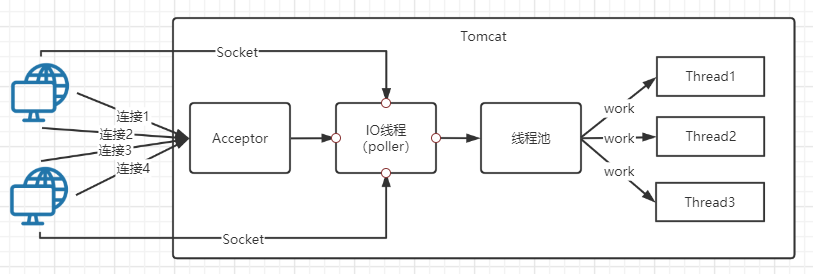 Tomcat
Socket
连接1
连接2
连接3
连接4
Acceptor
IO线程
（poller）
线程池
work
work
work
Thread1
Thread2
Thread3
Socket